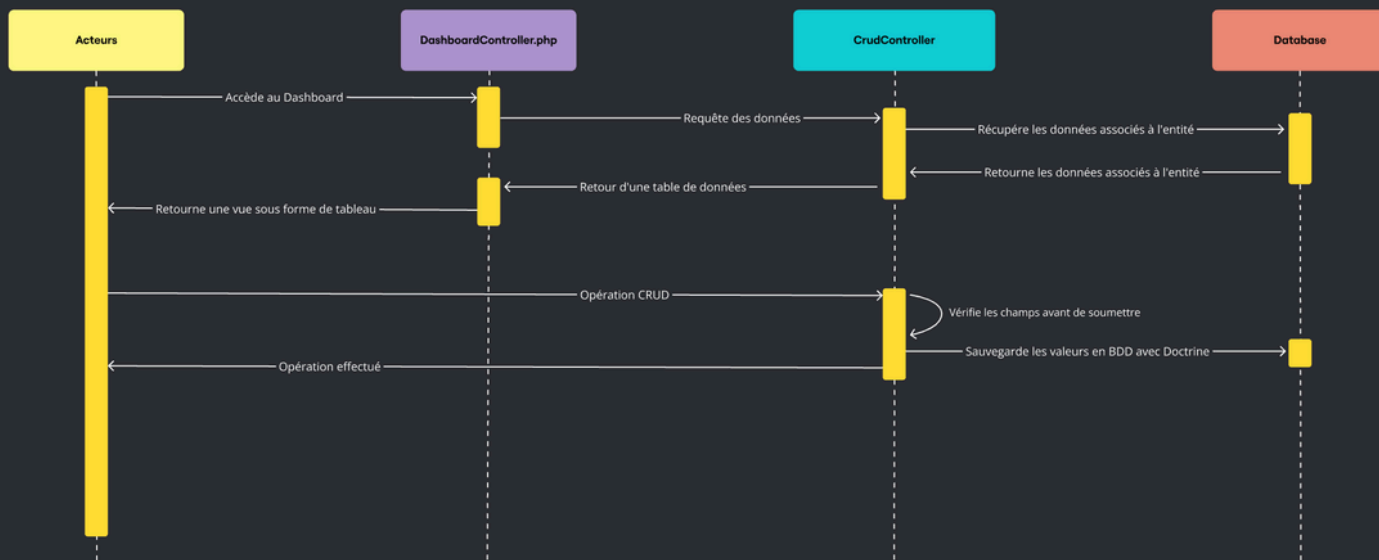 Acteurs
DashboardController.php
CrudController
Database
Accède au Dashboard
Requête des données
Récupére les données associés à l'entité
Retourne les données associés à l'entité
Retour d'une table de données
Retourne une vue sous forme de tableau
Opération CRUD
Vérifie les champs avant de soumettre
Sauvegarde les valeurs en BDD avec Doctrine
Opération effectué